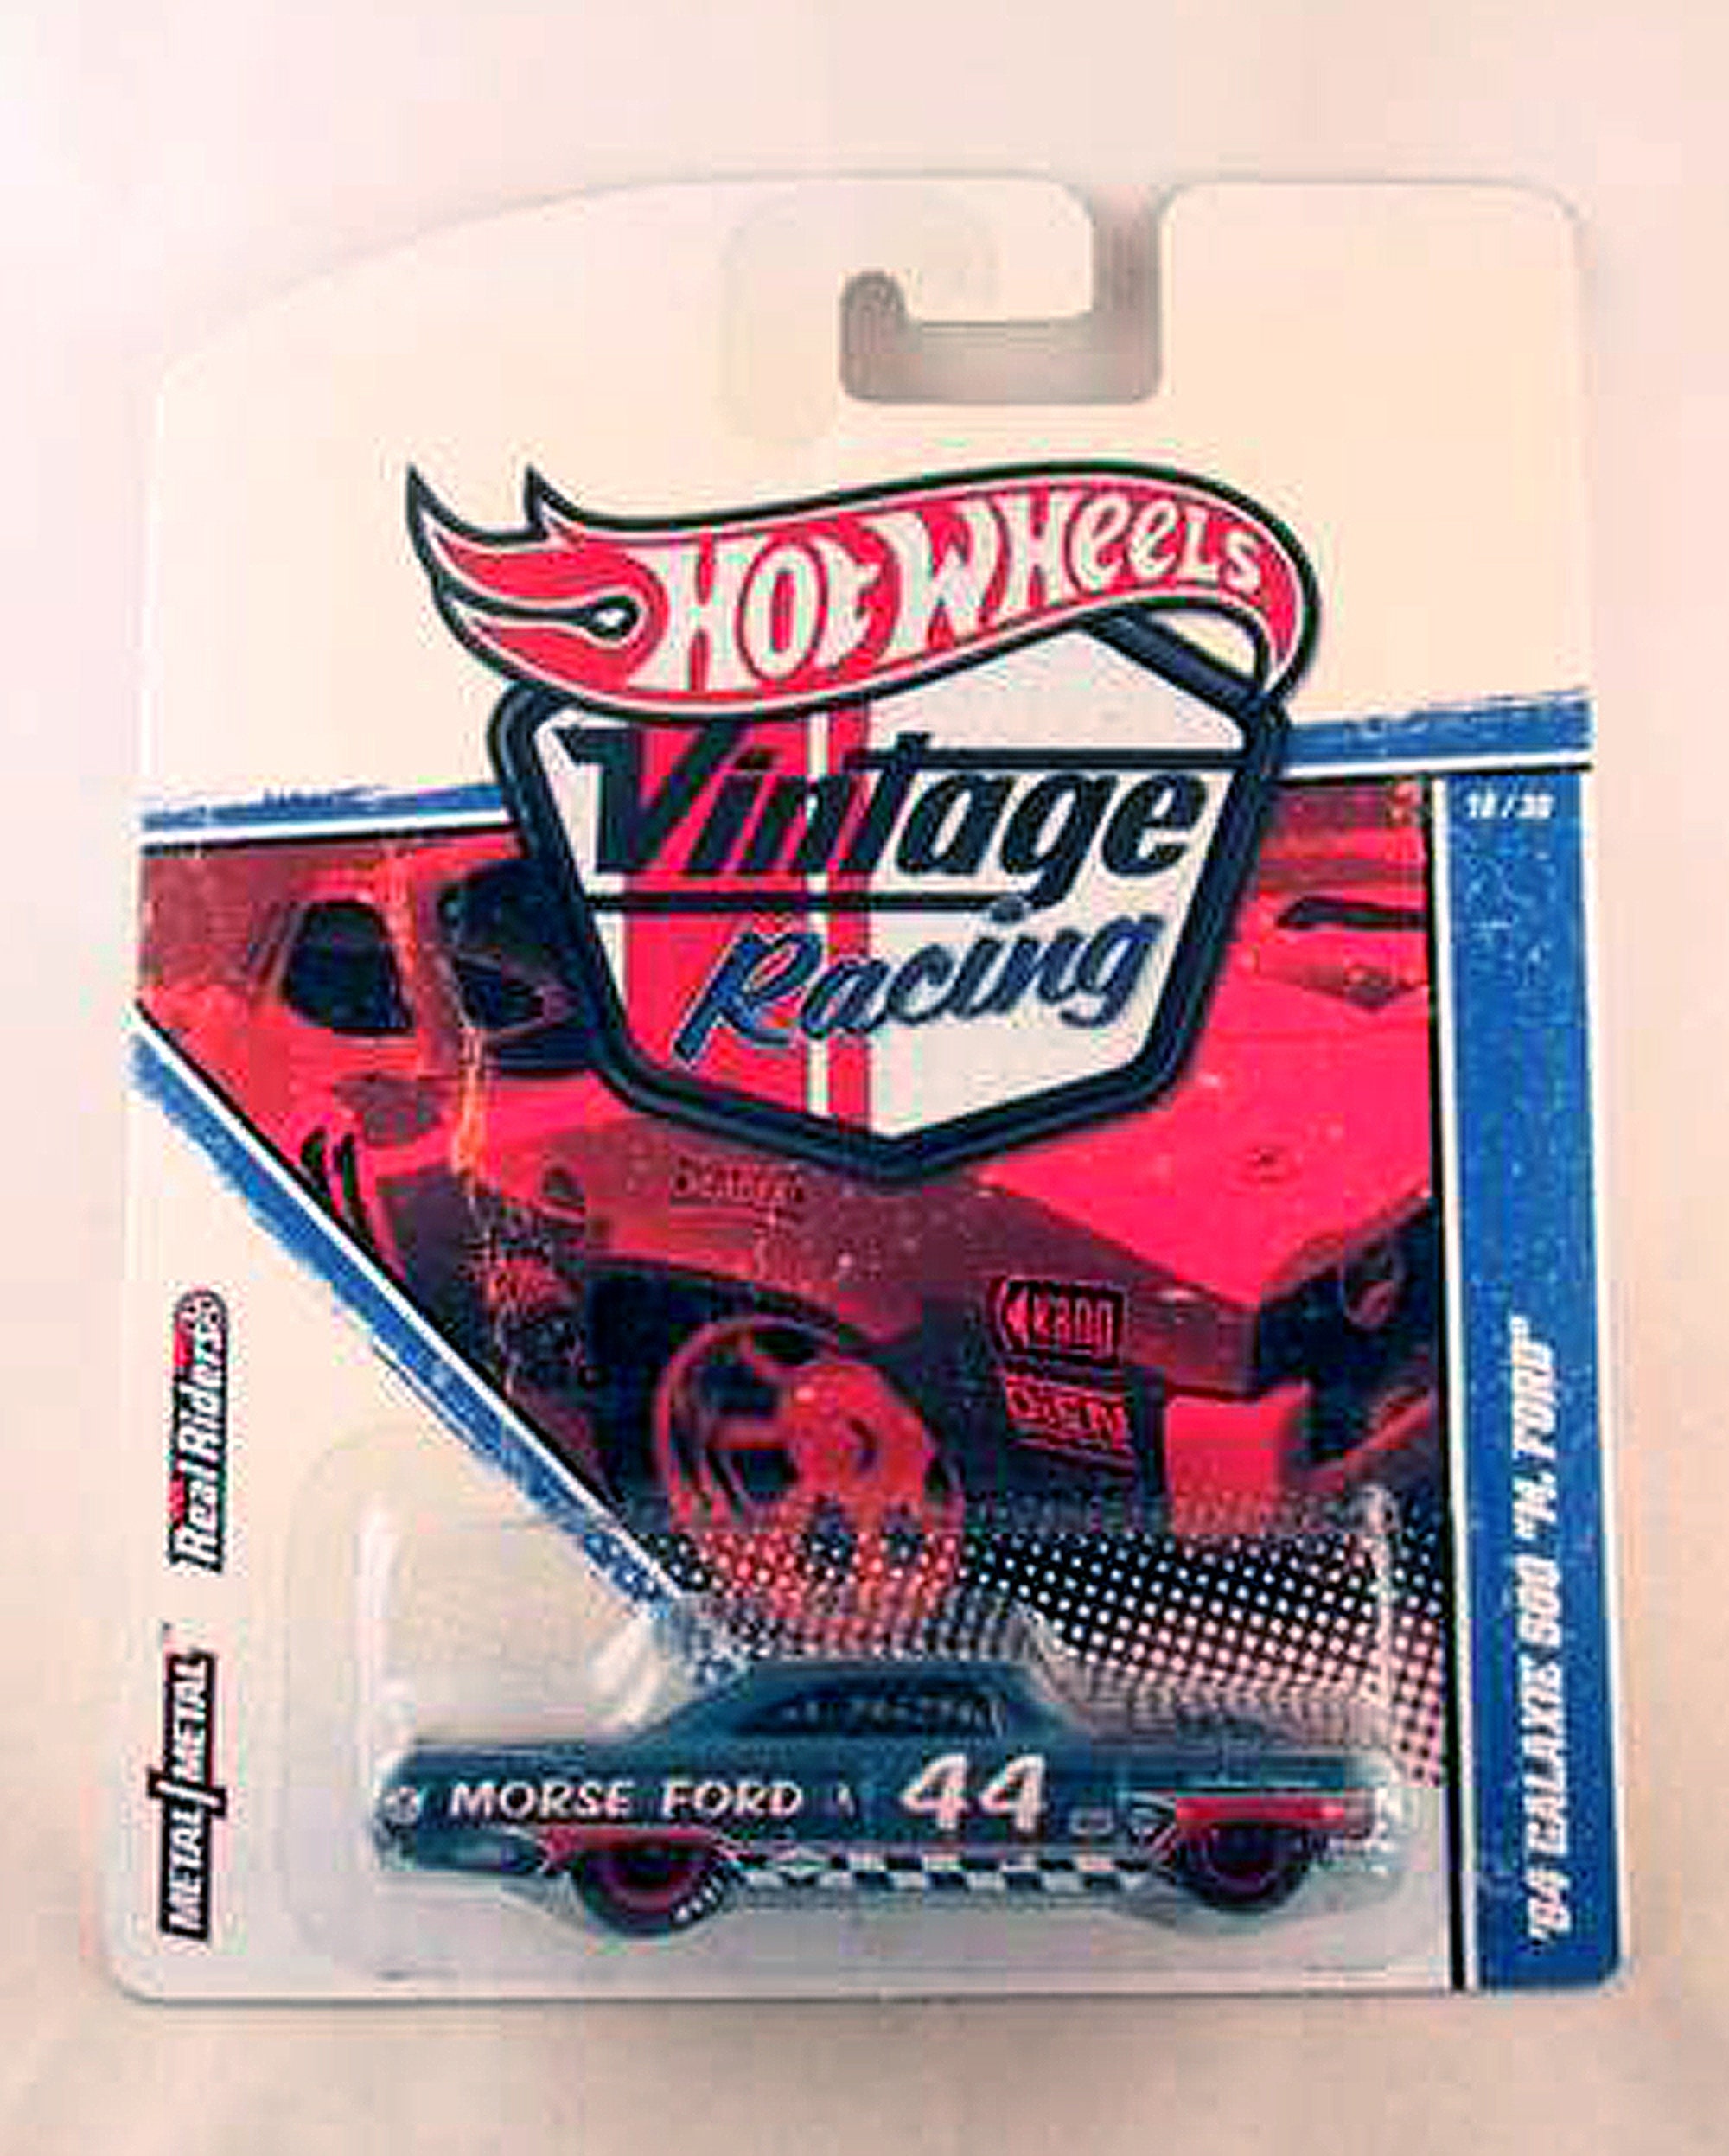 HOT WHEELS
Vintage
Racing
Real Riders
METAL/METAL
'64 GALAXIE 500 "M. FORD"
MORSE FORD
44